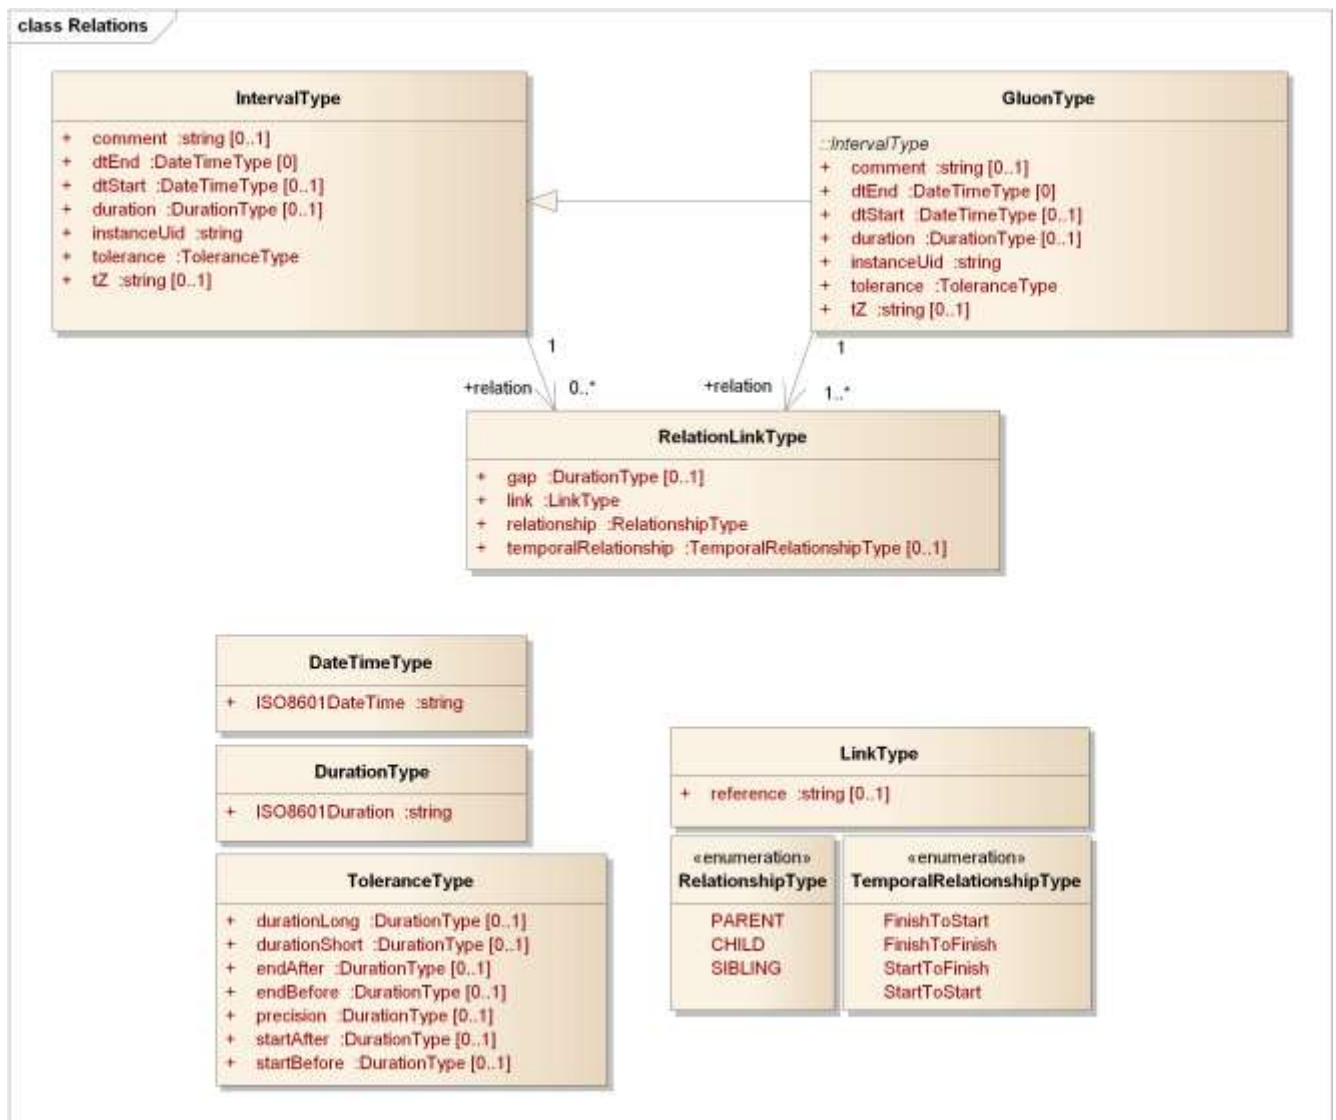 class Relations
IntervalType
+ comment :string [0..1]
+ dtEnd :DateTimeType [0]
+ dtStart :DateTimeType [0..1]
+ duration :DurationType [0..1]
+ instanceUid :string
+ tolerance :ToleranceType
+ tZ :string [0..1]
GluonType
::IntervalType
+ comment :string [0..1]
+ dtEnd :DateTimeType [0]
+ dtStart :DateTimeType [0..1]
+ duration :DurationType [0..1]
+ instanceUid :string
+ tolerance :ToleranceType
+ tZ :string [0..1]
1
+relation 0..*
1
+relation 1..*
RelationLinkType
+ gap :DurationType [0..1]
+ link :LinkType
+ relationship :RelationshipType
+ temporalRelationship :TemporalRelationshipType [0..1]
DateTimeType
+ ISO8601DateTime :string
DurationType
+ ISO8601Duration :string
ToleranceType
+ durationLong :DurationType [0..1]
+ durationShort :DurationType [0..1]
+ endAfter :DurationType [0..1]
+ endBefore :DurationType [0..1]
+ precision :DurationType [0..1]
+ startAfter :DurationType [0..1]
+ startBefore :DurationType [0..1]
LinkType
+ reference :string [0..1]
«enumeration»
RelationshipType
PARENT
CHILD
SIBLING
«enumeration»
TemporalRelationshipType
FinishToStart
FinishToFinish
StartToFinish
StartToStart